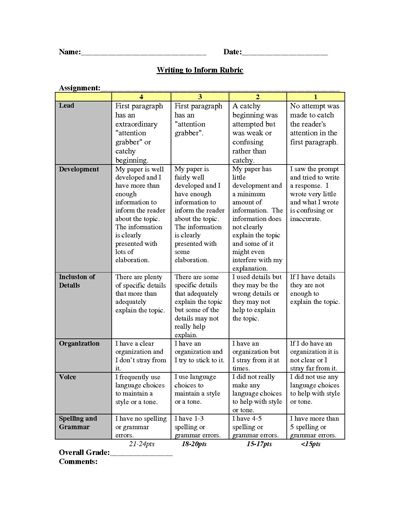 Name:______________________________ Date:____________________
Writing to Inform Rubric
Assignment:
4 3 2 1
Lead
First paragraph
has an
extraordinary
"attention
grabber" or
catchy
beginning.
First paragraph
has an
"attention
grabber".
A catchy
beginning was
attempted but
was weak or
confusing
rather than
catchy.
No attempt was
made to catch
the reader's
attention in the
first paragraph.
Development
My paper is well
developed and I
have more than
enough
information to
inform the reader
about the topic.
The information
is clearly
presented with
lots of
elaboration.
My paper is
fairly well
developed and I
have enough
information to
inform the reader
about the topic.
The information
is clearly
presented with
some
elaboration.
My paper has
little
development and
a minimum
amount of
information. The
information does
not clearly
explain the topic
and some of it
might even
interfere with my
explanation.
I saw the prompt
and tried to write
a response. I
wrote very little
and what I wrote
is confusing or
inaccurate.
Inclusion of
Details
There are plenty
of specific details
that more than
adequately
explain the topic.
There are some
specific details
that adequately
explain the topic
but some of the
details may not
really help
explain.
I used details but
they may be the
wrong details or
they may not
help to explain
the topic.
If I have details
they are not
enough to
explain the topic.
Organization
I have a clear
organization and
I don't stray from
it.
I have an
organization and
I try to stick to it.
I have an
organization but
I stray from it at
times.
If I do have an
organization it is
not clear or I
stray far from it.
Voice
I frequently use
language choices
to maintain a
style or a tone.
I use language
choices to
maintain a style
or a tone.
I did not really
make any
language choices
to help with style
or tone.
I did not use any
language choices
to help with style
or tone.
Spelling and
Grammar
I have no spelling
or grammar
errors.
I have 1-3
spelling or
grammar errors.
I have 4-5
spelling or
grammar errors.
I have more than
5 spelling or
grammar errors.
21-24pts 18-20pts 15-17pts <15pts
Overall Grade:_______________
Comments: